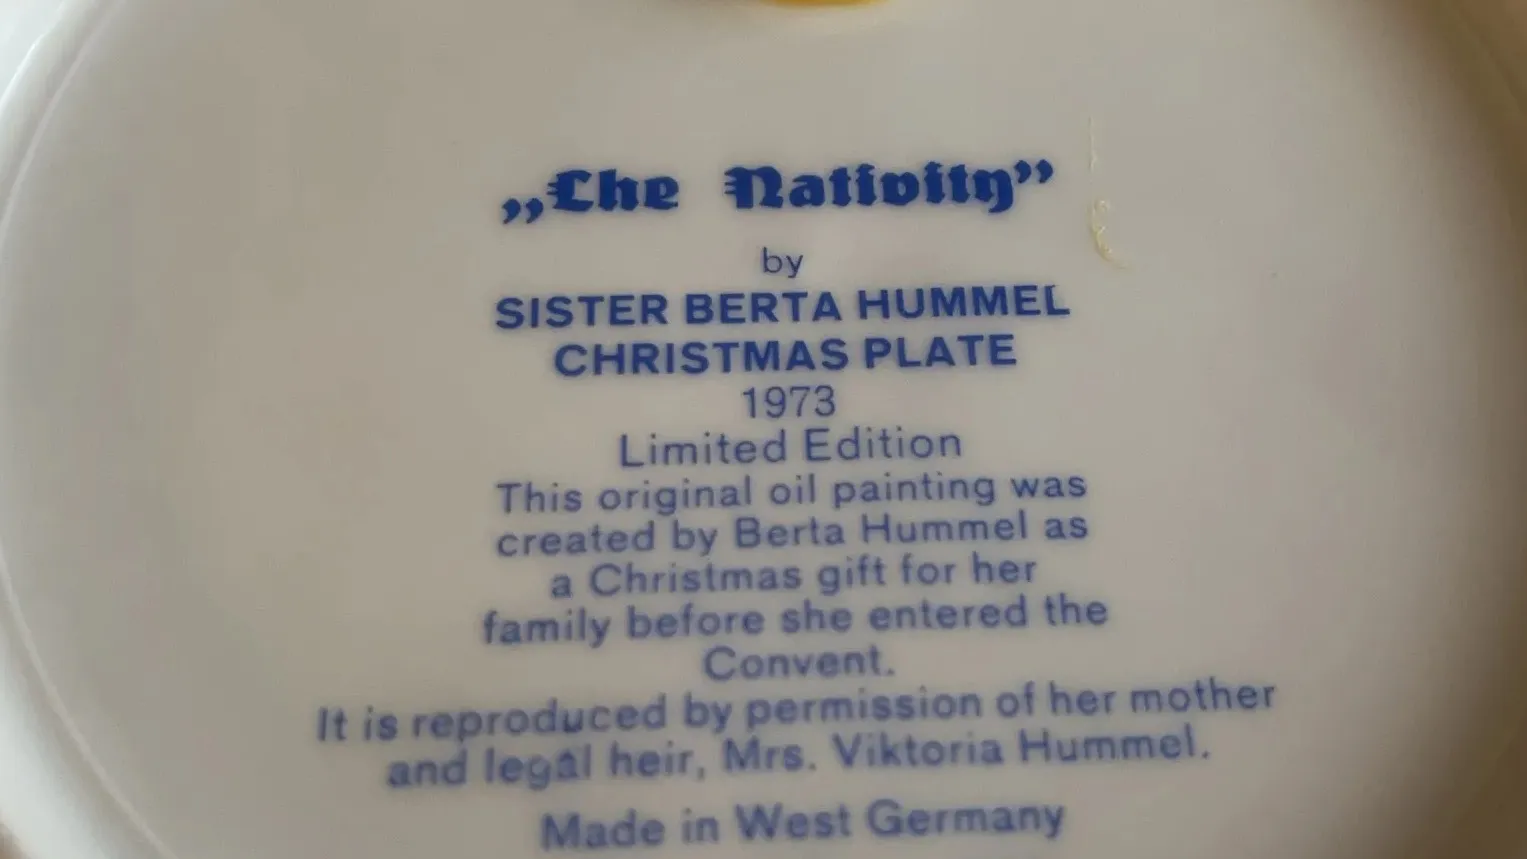 „The Nativity”
by
SISTER BERTA HUMMEL
CHRISTMAS PLATE
1973
Limited Edition
This original oil painting was
created by Berta Hummel as
a Christmas gift for her
family before she entered the
Convent.
It is reproduced by permission of her mother
and legal heir, Mrs. Viktoria Hummel.
Made in West Germany